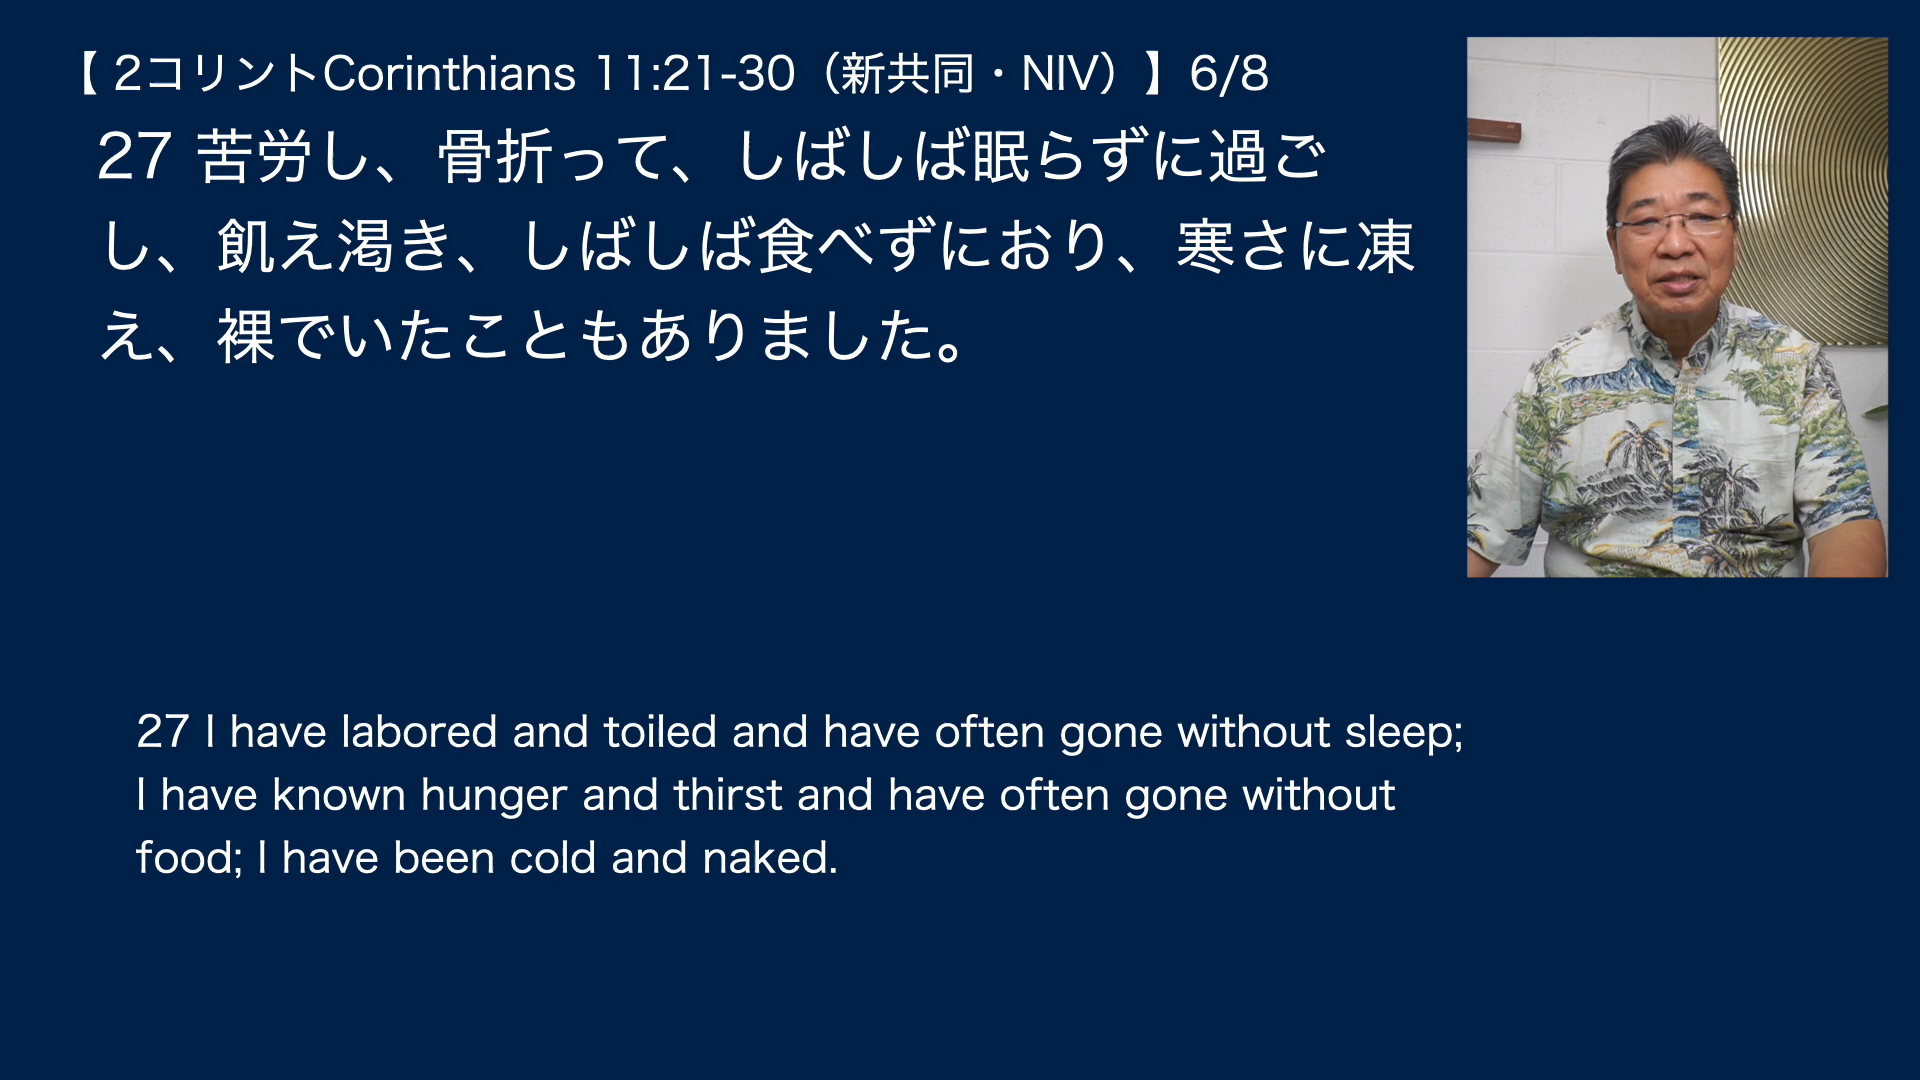 【 2コリントCorinthians 11:21-30（新共同・NIV）】6/8
27 苦労し、骨折って、しばしば眠らずに過ご
し、飢え渇き、しばしば食べずにおり、寒さに凍
え、裸でいたこともありました。
27 I have labored and toiled and have often gone without sleep;
I have known hunger and thirst and have often gone without
food; I have been cold and naked.